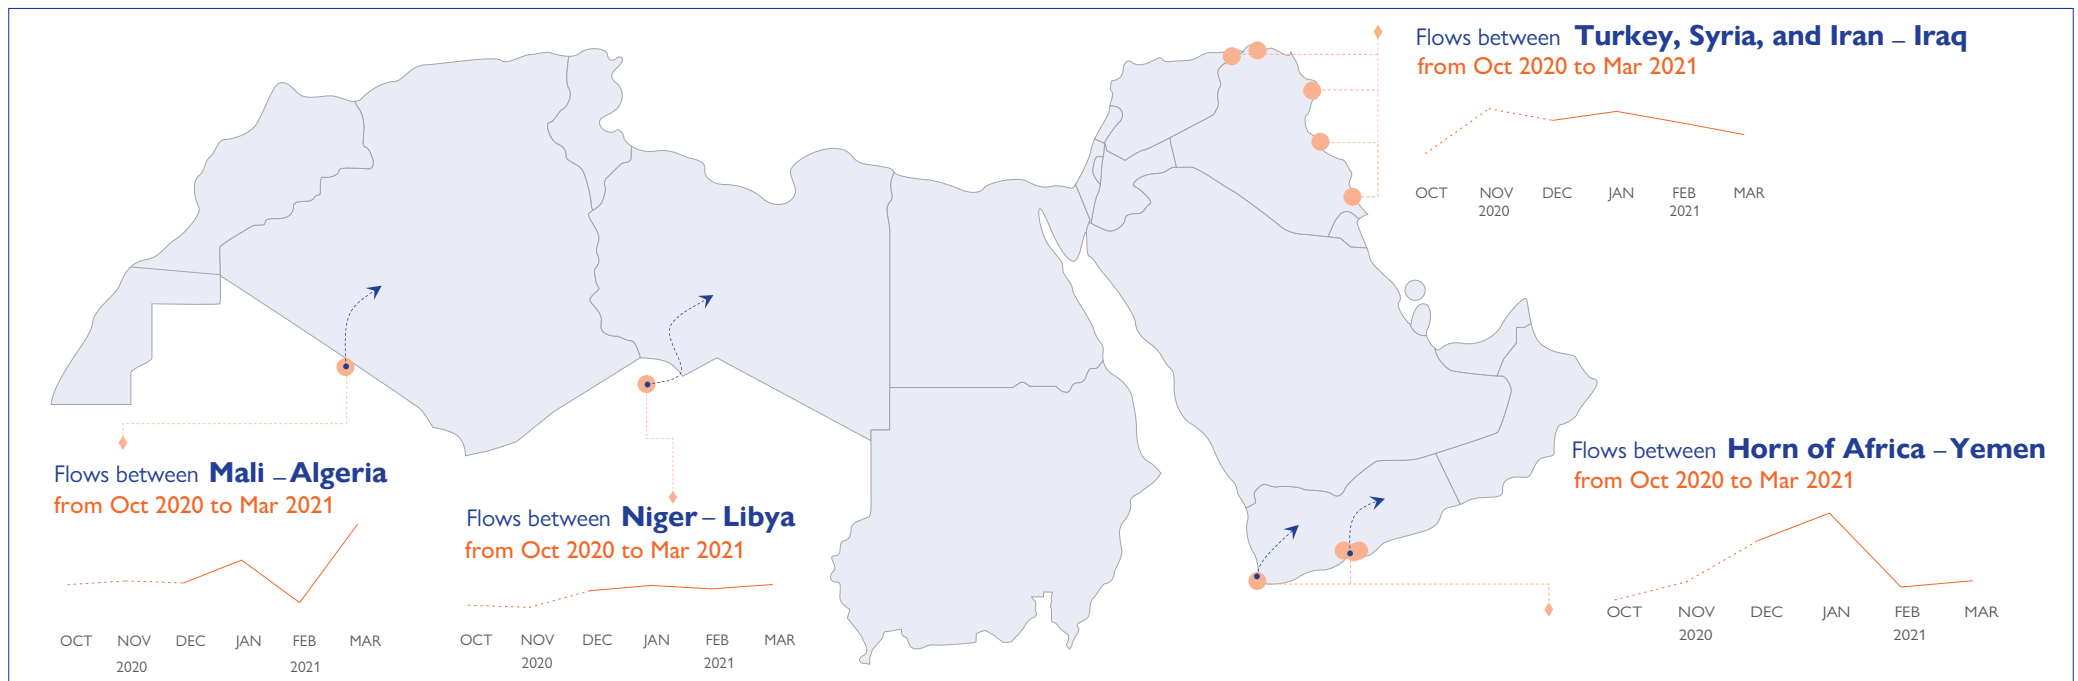 Flows between Turkey, Syria, and Iran – Iraq
from Oct 2020 to Mar 2021
OCT NOV DEC JAN FEB MAR
2020 2021
Flows between Mali – Algeria
from Oct 2020 to Mar 2021
OCT NOV DEC JAN FEB MAR
2020 2021
Flows between Niger – Libya
from Oct 2020 to Mar 2021
OCT NOV DEC JAN FEB MAR
2020 2021
Flows between Horn of Africa – Yemen
from Oct 2020 to Mar 2021
OCT NOV DEC JAN FEB MAR
2020 2021